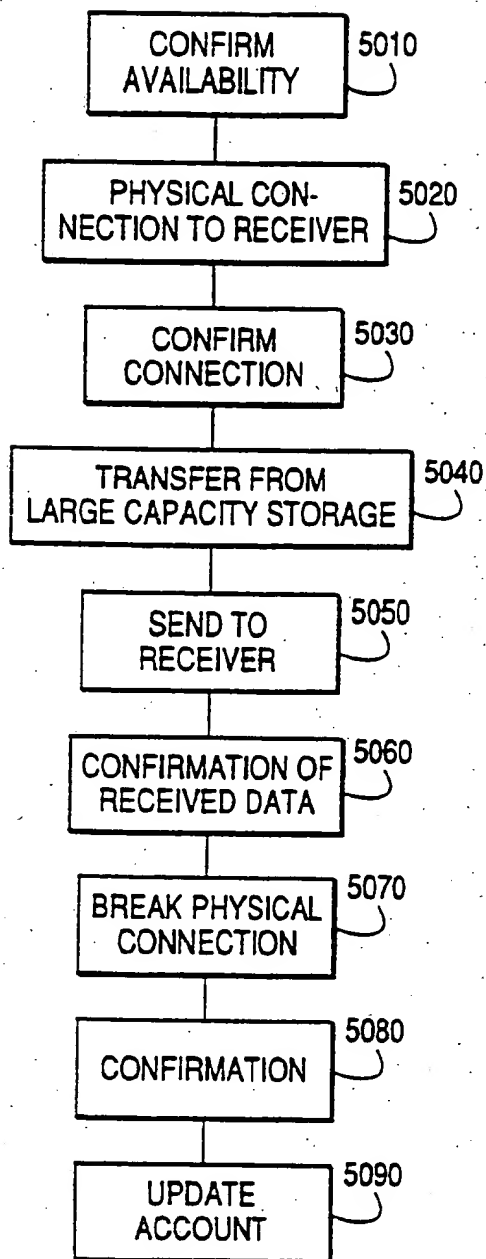 CONFIRM
AVAILABILITY
5010
PHYSICAL CON-
NECTION TO RECEIVER
5020
CONFIRM
CONNECTION
5030
TRANSFER FROM
LARGE CAPACITY STORAGE
5040
SEND TO
RECEIVER
5050
CONFIRMATION OF
RECEIVED DATA
5060
BREAK PHYSICAL
CONNECTION
5070
CONFIRMATION
5080
UPDATE
ACCOUNT
5090